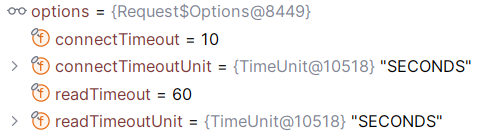 options = {Request$Options@8449}
f connectTimeout = 10
f connectTimeoutUnit = {TimeUnit@10518} "SECONDS"
f readTimeout = 60
f readTimeoutUnit = {TimeUnit@10518} "SECONDS"